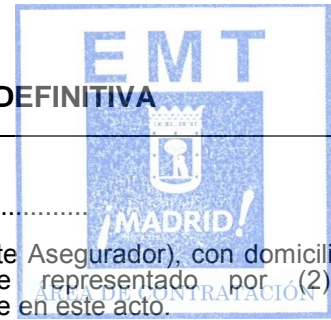 EMT
DEFINITIVA
¡MADRID!
te Asegurador), con domicili
e representado por (2)
ÁREA DE CONTRATACIÓN
e en este acto.